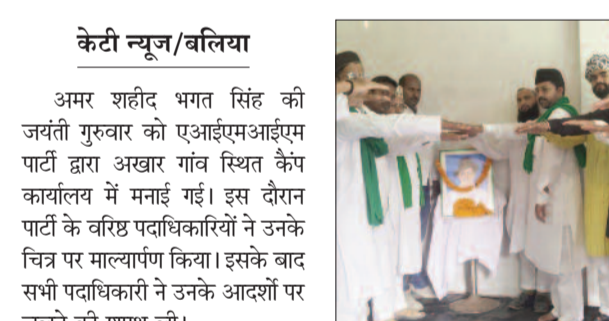 केटी न्यूज/बलिया
अमर शहीद भगत सिंह की
जयंती गुरुवार को एआईएमआईएम
पार्टी द्वारा अखार गांव स्थित कैंप
कार्यालय में मनाई गई। इस दौरान
पार्टी के वरिष्ठ पदाधिकारियों ने उनके
चित्र पर माल्यार्पण किया। इसके बाद
सभी पदाधिकारी ने उनके आदर्शो पर